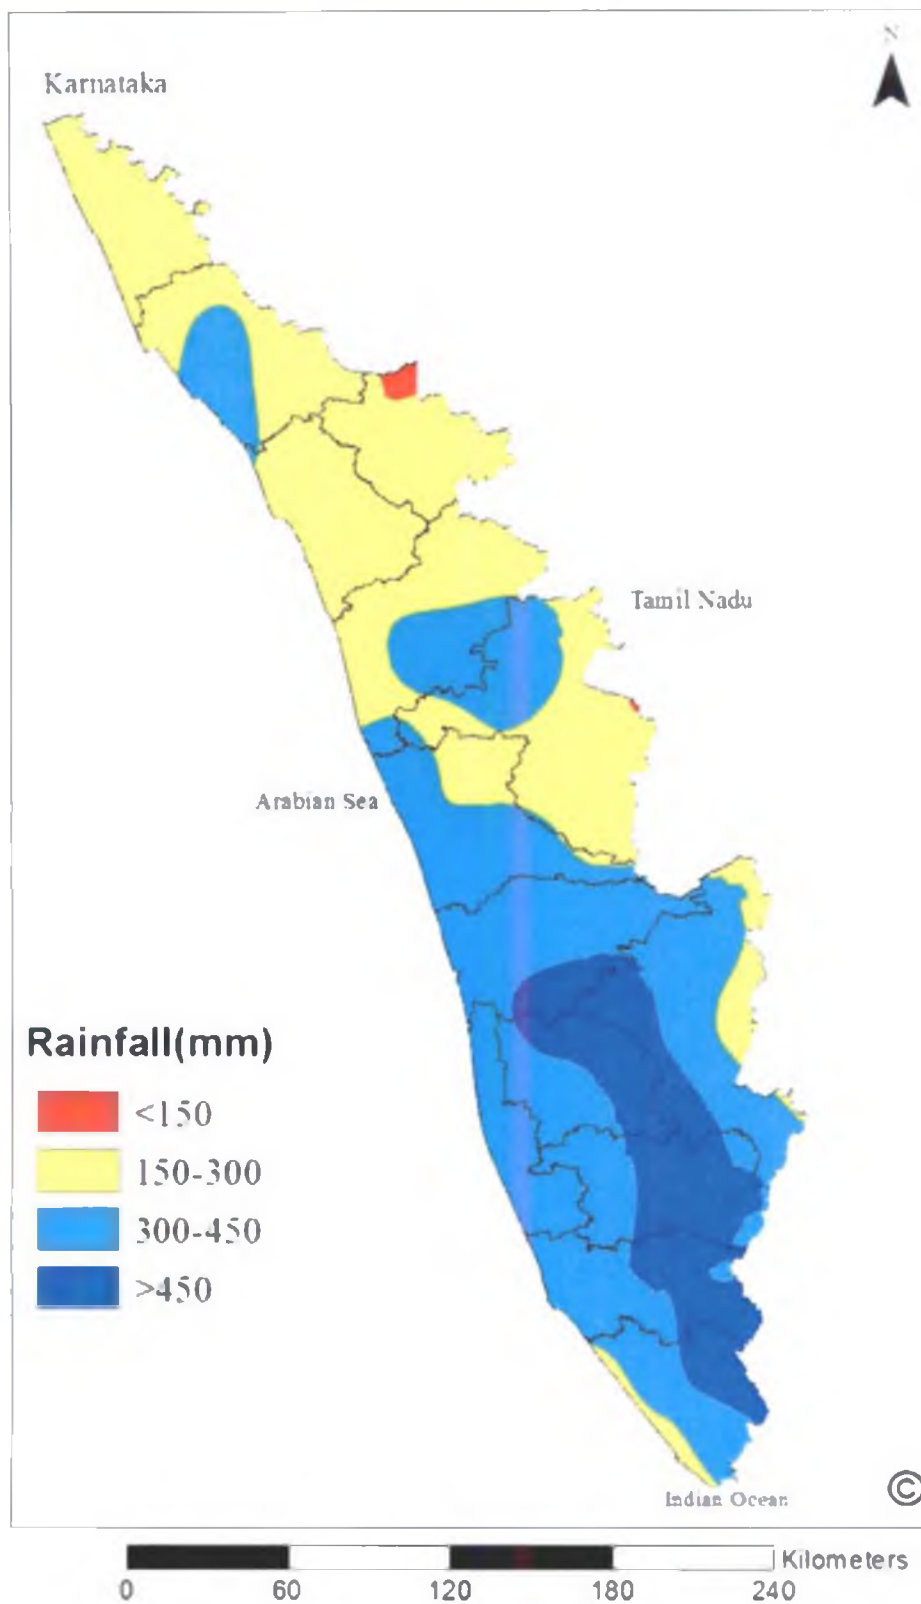 N
Karnataka
Tamil Nadu
Arabian Sea
Rainfall(mm)
<150
150-300
300-450
>450
Indian Ocean
©
Kilometers
0 60 120 180 240